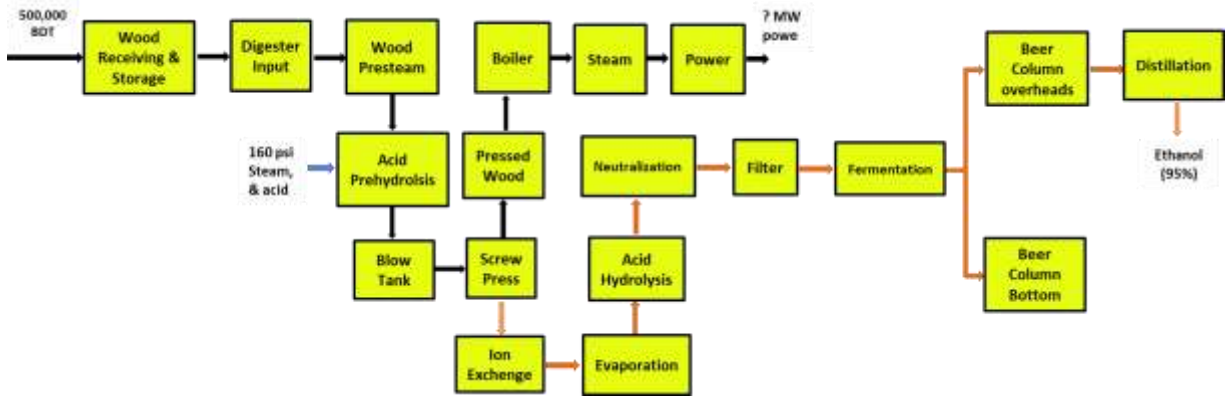 500,000
BDT
Wood
Receiving &
Storage
Digester
Input
Wood
Presteam
Boiler
Steam
Power
? MW
powe
Beer
Column
overheads
Distillation
160 psi
Steam,
& acid
Acid
Prehydrolsis
Pressed
Wood
Neutralization
Filter
Fermentation
Ethanol
(95%)
Blow
Tank
Screw
Press
Acid
Hydrolysis
Beer
Column
Bottom
Ion
Exchenge
Evaporation